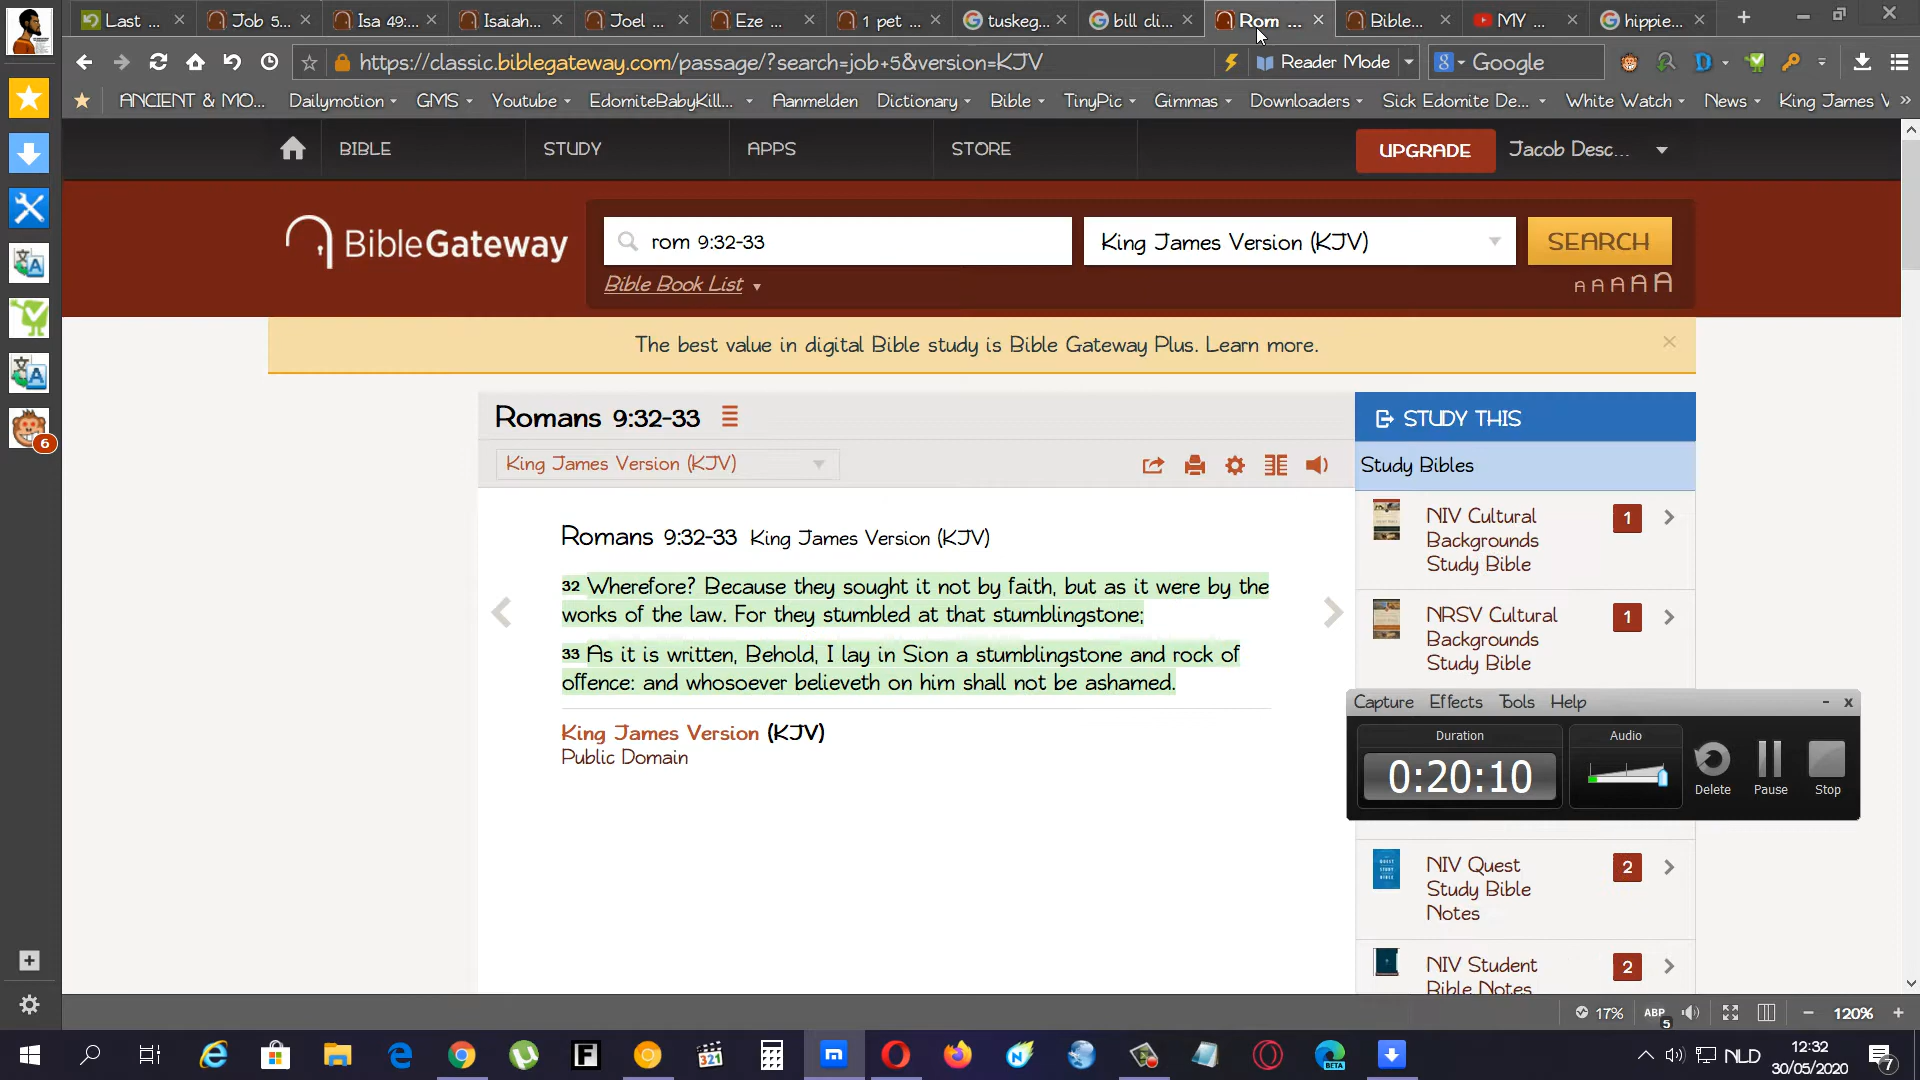 Last ...
Job 5...
Isa 49:...
Isaiah...
Joel ...
Eze ...
1 pet ...
tuskeg...
bill cli...
Rom ...
Bible...
MY ...
hippie...
https://classic.biblegateway.com/passage/?search=job+5&version=KJV
Reader Mode
Google
ANCIENT & MO...
Dailymotion
GMS
Youtube
EdomiteBabyKill...
Aanmelden
Dictionary
Bible
TinyPic
Gimmas
Downloaders
Sick Edomite De...
White Watch
News
King James V
BIBLE
STUDY
APPS
STORE
UPGRADE
Jacob Desc...
BibleGateway
rom 9:32-33
King James Version (KJV)
SEARCH
Bible Book List
A A A A A
The best value in digital Bible study is Bible Gateway Plus. Learn more.
Romans 9:32-33
King James Version (KJV)
Romans 9:32-33 King James Version (KJV)
32 Wherefore? Because they sought it not by faith, but as it were by the
works of the law. For they stumbled at that stumblingstone;
33 As it is written, Behold, I lay in Sion a stumblingstone and rock of
offence: and whosoever believeth on him shall not be ashamed.
King James Version (KJV)
Public Domain
STUDY THIS
Study Bibles
NIV Cultural
Backgrounds
Study Bible
1
NRSV Cultural
Backgrounds
Study Bible
1
Capture Effects Tools Help
Duration
0:20:10
Audio
Delete
Pause
Stop
NIV Quest
Study Bible
Notes
2
NIV Student
Bible Notes
2
6
17%
ABP
5
120%
321
BETA
NLD
12:32
30/05/2020
7